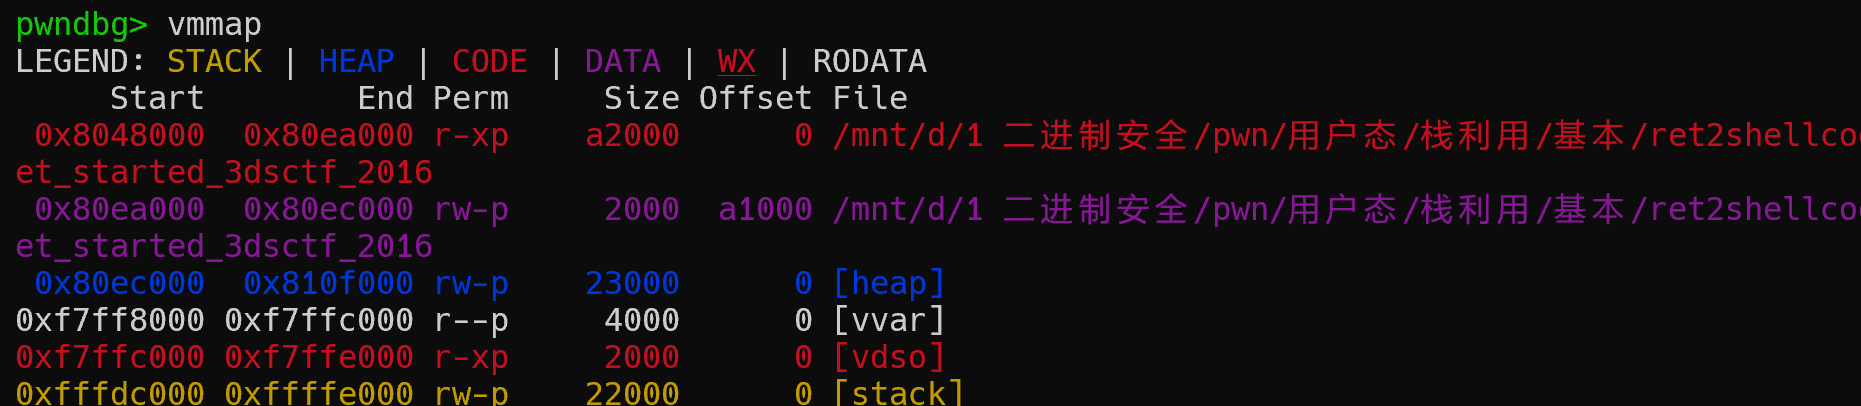 pwndbg> vmmap
LEGEND: STACK | HEAP | CODE | DATA | WX | RODATA
Start End Perm Size Offset File
0x8048000 0x80ea000 r-xp a2000 0 /mnt/d/1 二进制安全/pwn/用户态/栈利用/基本/ret2shellco
et_started_3dsctf_2016
0x80ea000 0x80ec000 rw-p 2000 a1000 /mnt/d/1 二进制安全/pwn/用户态/栈利用/基本/ret2shellco
et_started_3dsctf_2016
0x80ec000 0x810f000 rw-p 23000 0 [heap]
0xf7ff8000 0xf7ffc000 r--p 4000 0 [vvar]
0xf7ffc000 0xf7ffe000 r-xp 2000 0 [vdso]
0xfffdc000 0xffffe000 rw-p 22000 0 [stack]